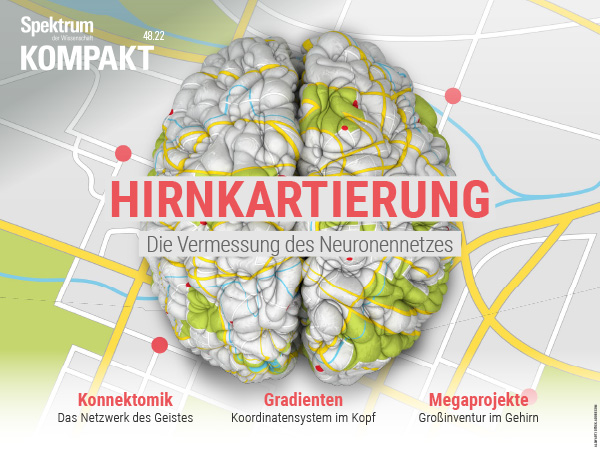 Spektrum
der Wissenschaft
48.22
KOMPAKT
HIRNKARTIERUNG
Die Vermessung des Neuronennetzes
Konnektomik
Das Netzwerk des Geistes
Gradienten
Koordinatensystem im Kopf
Megaprojekte
Großinventur im Gehirn